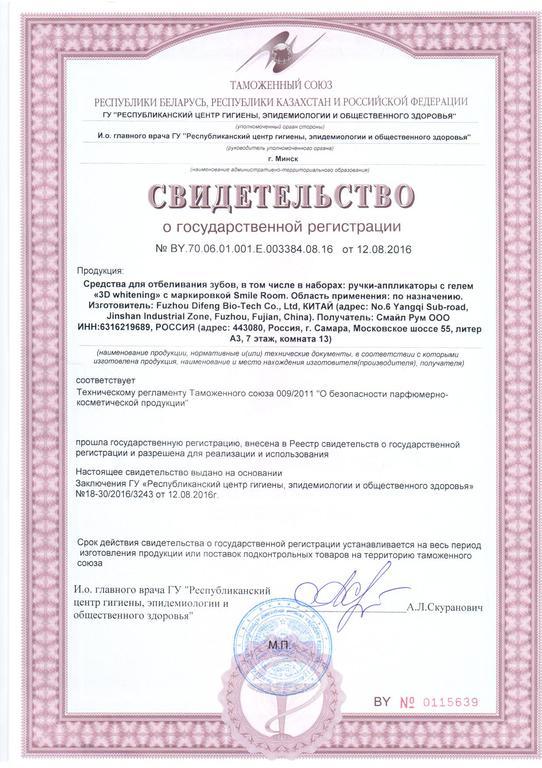 ТАМОЖЕННЫЙ СОЮЗ
РЕСПУБЛИКИ БЕЛАРУСЬ, РЕСПУБЛИКИ КАЗАХСТАН И РОССИЙСКОЙ ФЕДЕРАЦИИ
ГУ "РЕСПУБЛИКАНСКИЙ ЦЕНТР ГИГИЕНЫ, ЭПИДЕМИОЛОГИИ И ОБЩЕСТВЕННОГО ЗДОРОВЬЯ"
(уполномоченный орган стороны)
И.о. главного врача ГУ "Республиканский центр гигиены, эпидемиологии и общественного здоровья"
(руководитель уполномоченного органа)
г. Минск
(наименование административно-территориального образования)
СВИДЕТЕЛЬСТВО
о государственной регистрации
№ BY.70.06.01.001.Е.003384.08.16 от 12.08.2016
Продукция:
Средства для отбеливания зубов, в том числе в наборах: ручки-аппликаторы с гелем
«3D whitening» с маркировкой Smile Room. Область применения: по назначению.
Изготовитель: Fuzhou Difeng Bio-Tech Co., Ltd, КИТАЙ (адрес: No.6 Yangqi Sub-road,
Jinshan Industrial Zone, Fuzhou, Fujian, China). Получатель: Смайл Рум ООО
ИНН:6316219689, РОССИЯ (адрес: 443080, Россия, г. Самара, Московское шоссе 55, литер
А3, 7 этаж, комната 13)
(наименование продукции, нормативные и(или) технические документы, в соответствии с которыми
изготовлена продукция, наименование и место нахождения изготовителя(производителя), получателя)
соответствует
Техническому регламенту Таможенного союза 009/2011 "О безопасности парфюмерно-
косметической продукции"
прошла государственную регистрацию, внесена в Реестр свидетельств о государственной
регистрации и разрешена для реализации и использования
Настоящее свидетельство выдано на основании
Заключения ГУ «Республиканский центр гигиены, эпидемиологии и общественного здоровья»
№18-30/2016/3243 от 12.08.2016г.
Срок действия свидетельства о государственной регистрации устанавливается на весь период
изготовления продукции или поставок подконтрольных товаров на территорию таможенного
союза
И.о. главного врача ГУ "Республиканский
центр гигиены, эпидемиологии и
общественного здоровья"
А.Л.Скуранович
М.П.
BY № 0115639